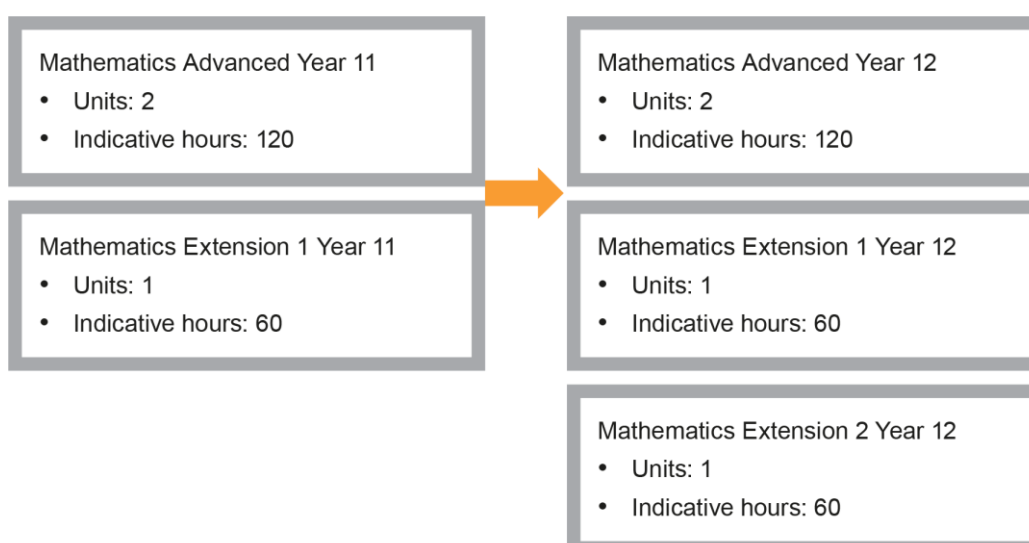 Mathematics Advanced Year 11
• Units: 2
• Indicative hours: 120
Mathematics Extension 1 Year 11
• Units: 1
• Indicative hours: 60
Mathematics Advanced Year 12
• Units: 2
• Indicative hours: 120
Mathematics Extension 1 Year 12
• Units: 1
• Indicative hours: 60
Mathematics Extension 2 Year 12
• Units: 1
• Indicative hours: 60